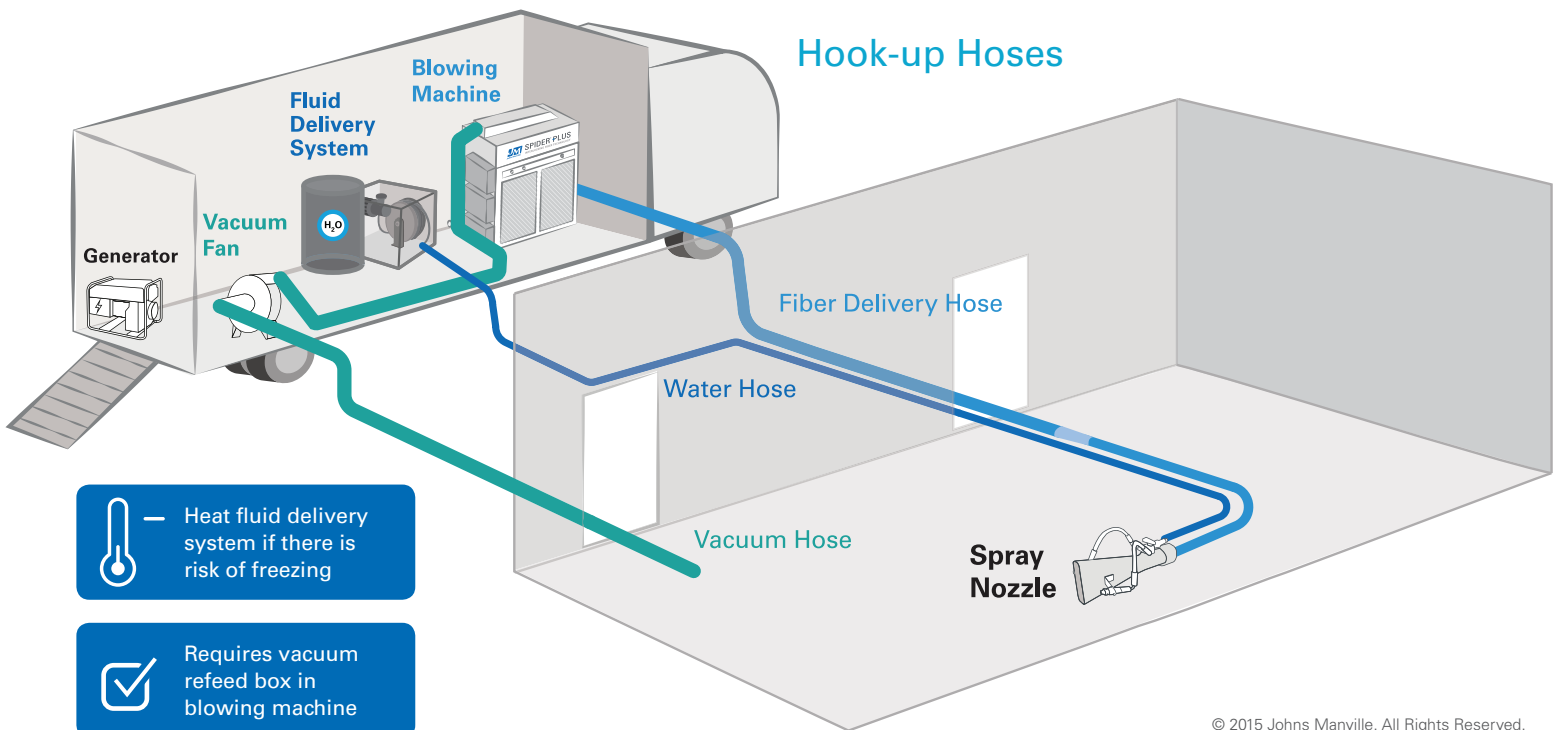 Hook-up Hoses
Blowing
Machine
Fluid
Delivery
System
JM SPIDER PLUS
H₂O
Vacuum
Fan
Generator
Fiber Delivery Hose
Water Hose
Vacuum Hose
Spray
Nozzle
Heat fluid delivery
system if there is
risk of freezing
Requires vacuum
refeed box in
blowing machine
© 2015 Johns Manville. All Rights Reserved.